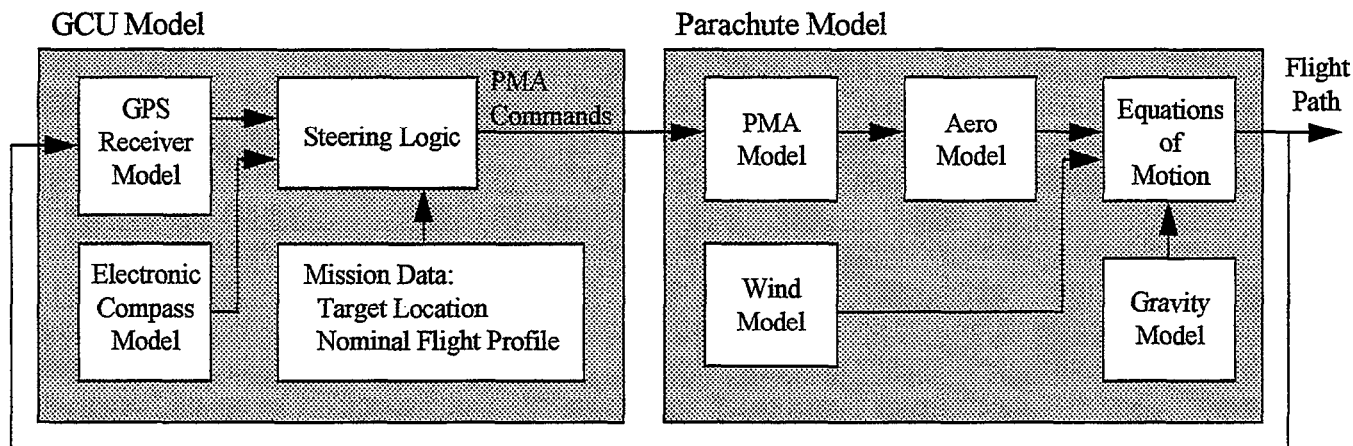 GCU Model
Parachute Model
GPS
Receiver
Model
Steering Logic
PMA
Commands
Electronic
Compass
Model
Mission Data:
Target Location
Nominal Flight Profile
PMA
Model
Aero
Model
Equations
of
Motion
Wind
Model
Gravity
Model
Flight
Path